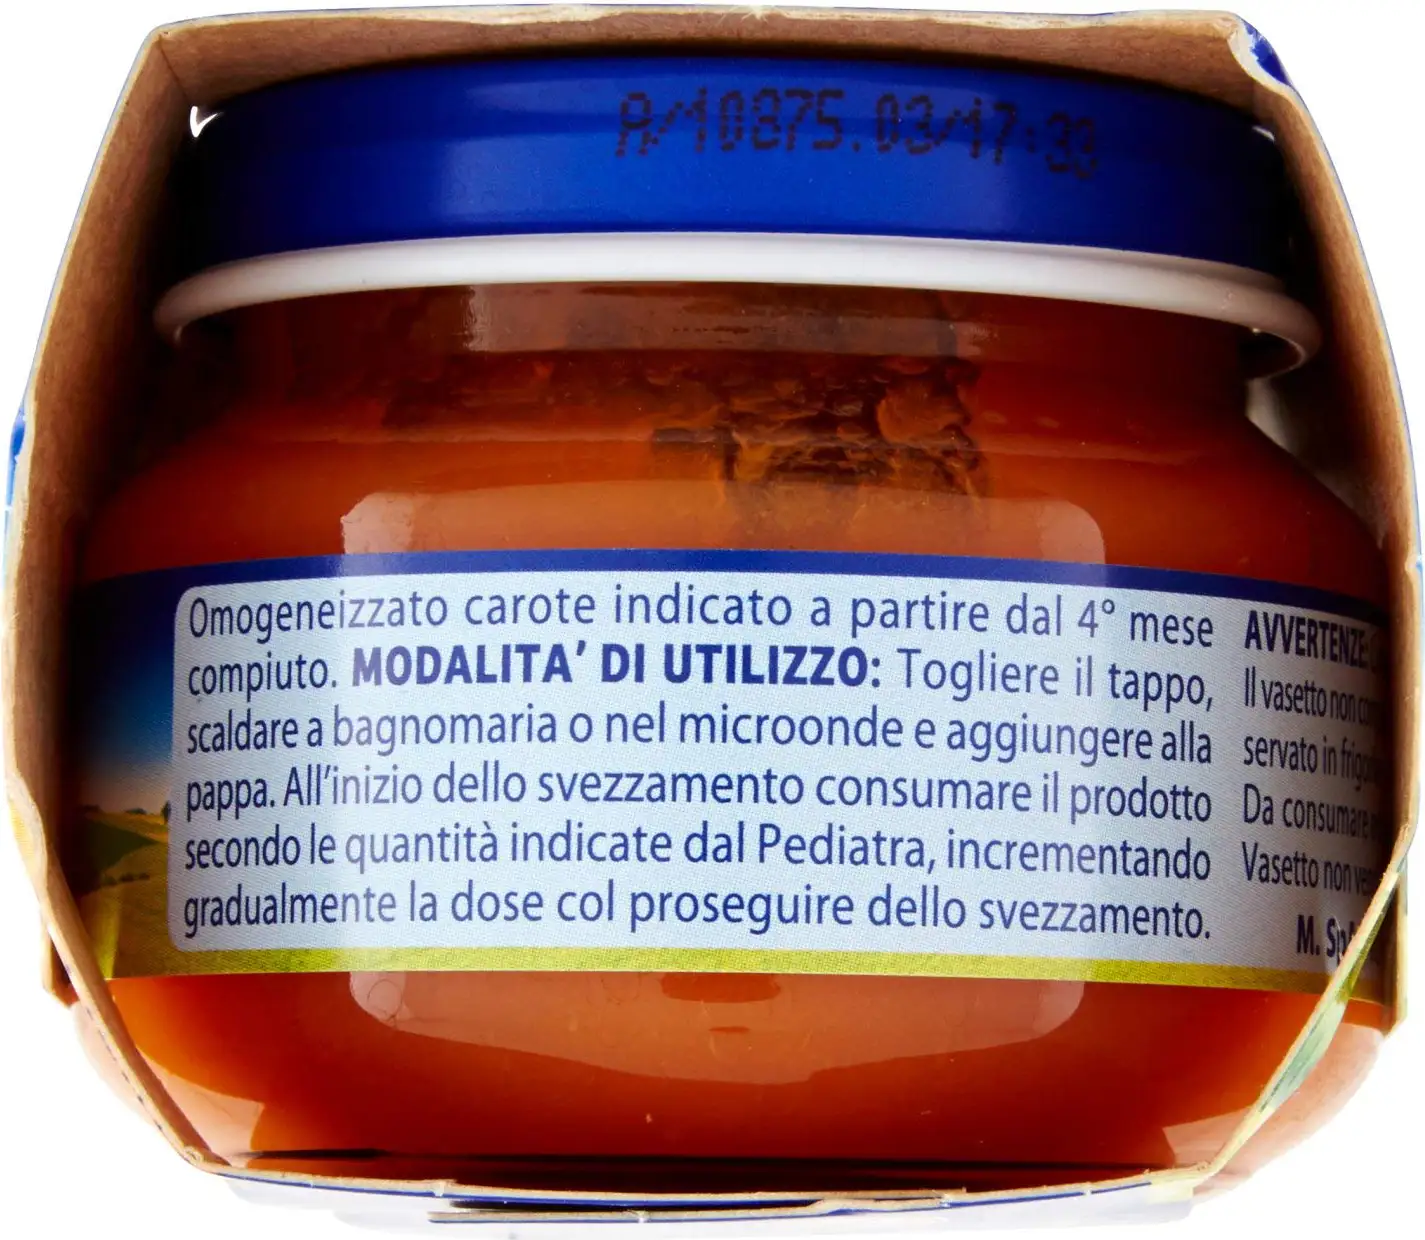 A/10875.03/17:33
Omogeneizzato carote indicato a partire dal 4° mese
compiuto. MODALITA’ DI UTILIZZO: Togliere il tappo,
scaldare a bagnomaria o nel microonde e aggiungere alla
pappa. All’inizio dello svezzamento consumare il prodotto
secondo le quantità indicate dal Pediatra, incrementando
gradualmente la dose col proseguire dello svezzamento.
AVVERTENZE:
Il vasetto non
servato in
Da consumare
Vasetto non
M.